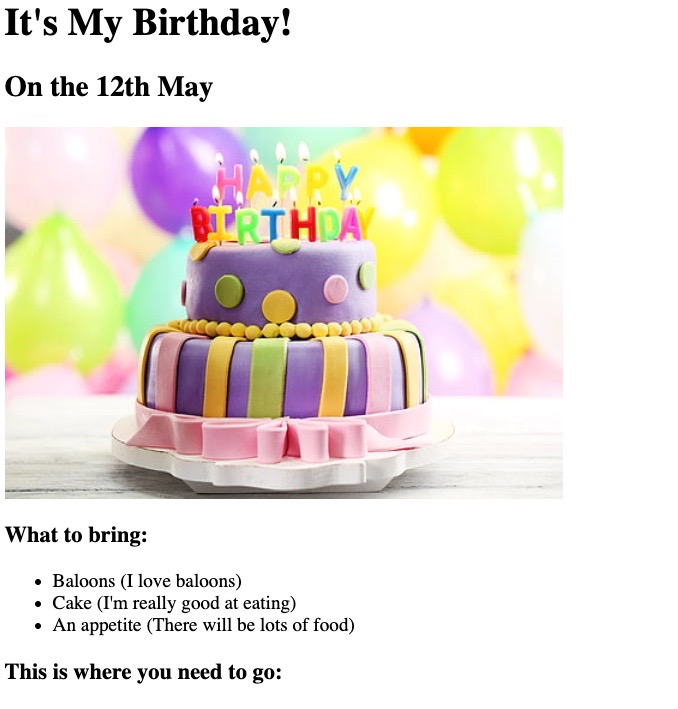 It's My Birthday!
On the 12th May
HAPPY
BIRTHDAY
What to bring:
Baloons (I love baloons)
Cake (I'm really good at eating)
An appetite (There will be lots of food)
This is where you need to go: